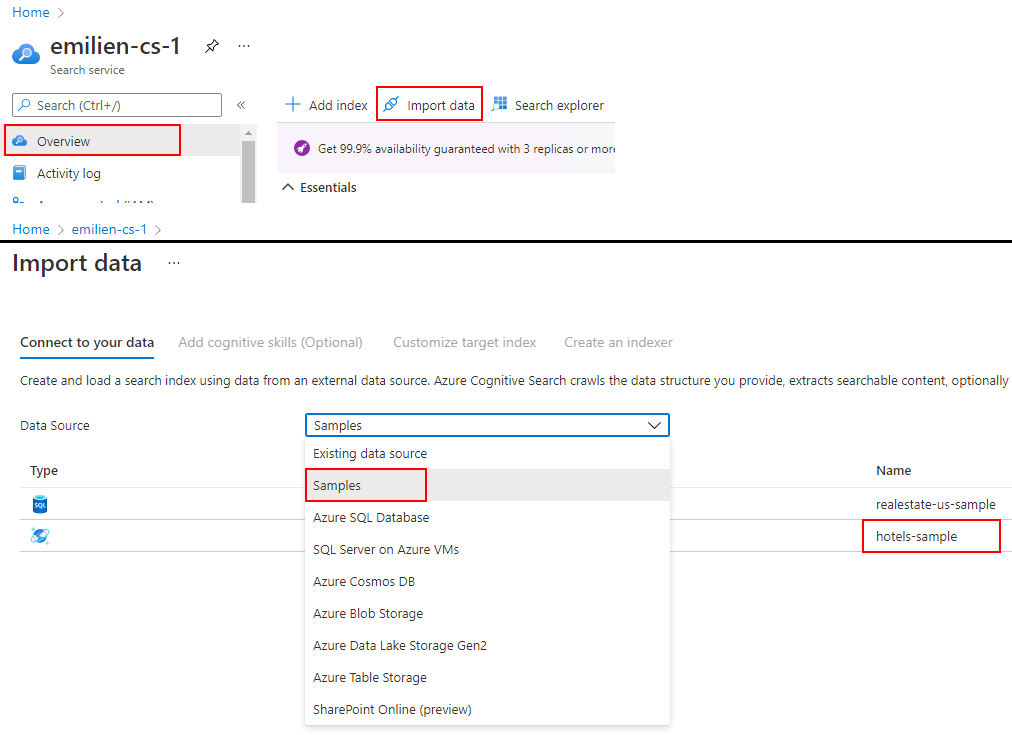 Home
emilien-cs-1
Search service
Search (Ctrl+/)
Add index
Import data
Search explorer
Overview
Get 99.9% availability guaranteed with 3 replicas or more
Activity log
Essentials
Home > emilien-cs-1 >
Import data
Connect to your data
Add cognitive skills (Optional)
Customize target index
Create an indexer
Create and load a search index using data from an external data source. Azure Cognitive Search crawls the data structure you provide, extracts searchable content, optionally
Data Source
Samples
Existing data source
Type
Name
Samples
SQL
realestate-us-sample
Azure SQL Database
hotels-sample
SQL Server on Azure VMs
Azure Cosmos DB
Azure Blob Storage
Azure Data Lake Storage Gen2
Azure Table Storage
SharePoint Online (preview)